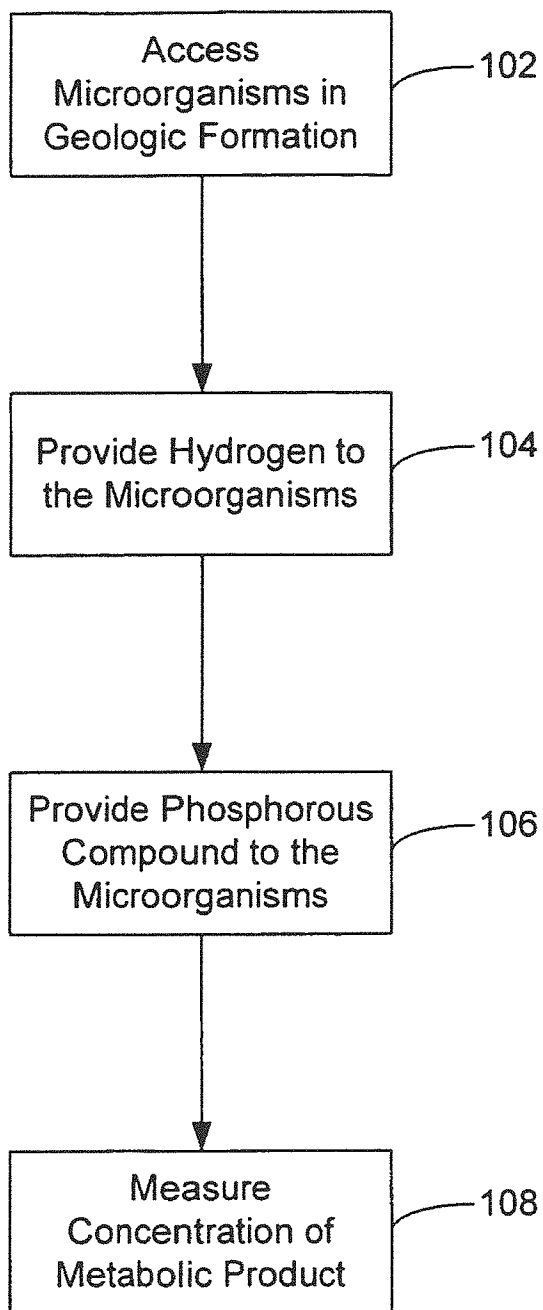 Access
Microorganisms in
Geologic Formation
102
Provide Hydrogen to
the Microorganisms
104
Provide Phosphorous
Compound to the
Microorganisms
106
Measure
Concentration of
Metabolic Product
108